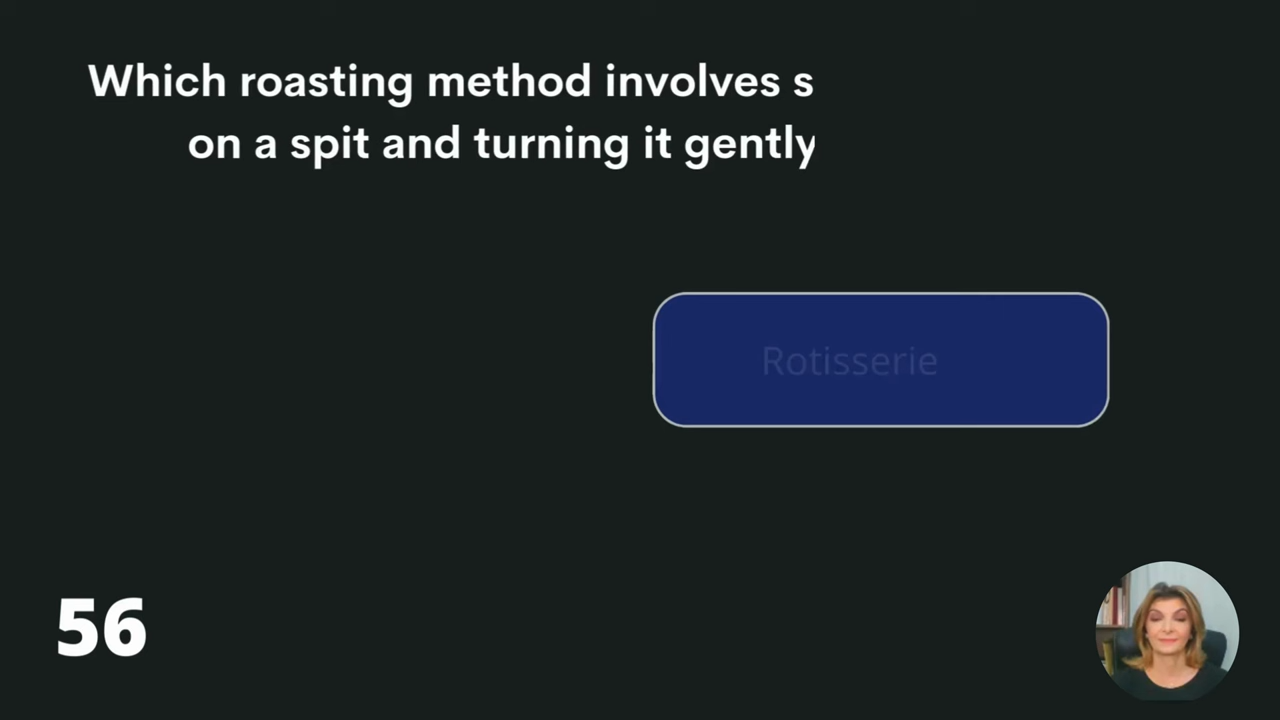 Which roasting method involves s
on a spit and turning it gently
Rotisserie
56